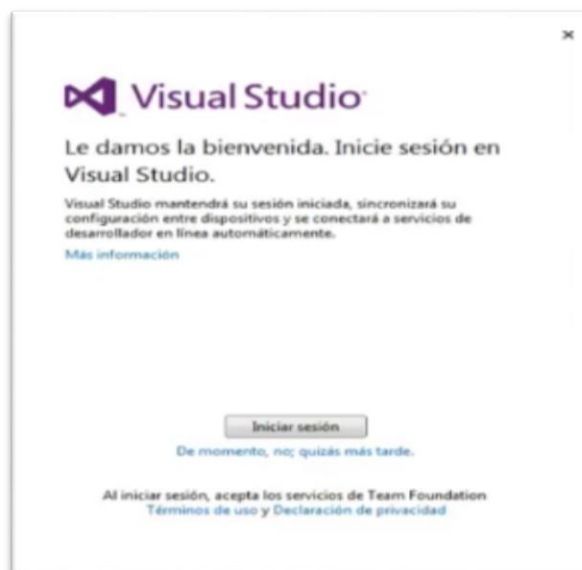 Visual Studio
Le damos la bienvenida. Inicie sesión en
Visual Studio.
Visual Studio mantendrá su sesión iniciada, sincronizará su
configuración entre dispositivos y se conectará a servicios de
desarrollador en línea automáticamente.
Más información
Iniciar sesión
De momento, no; quizás más tarde.
Al iniciar sesión, acepta los servicios de Team Foundation
Términos de uso y Declaración de privacidad